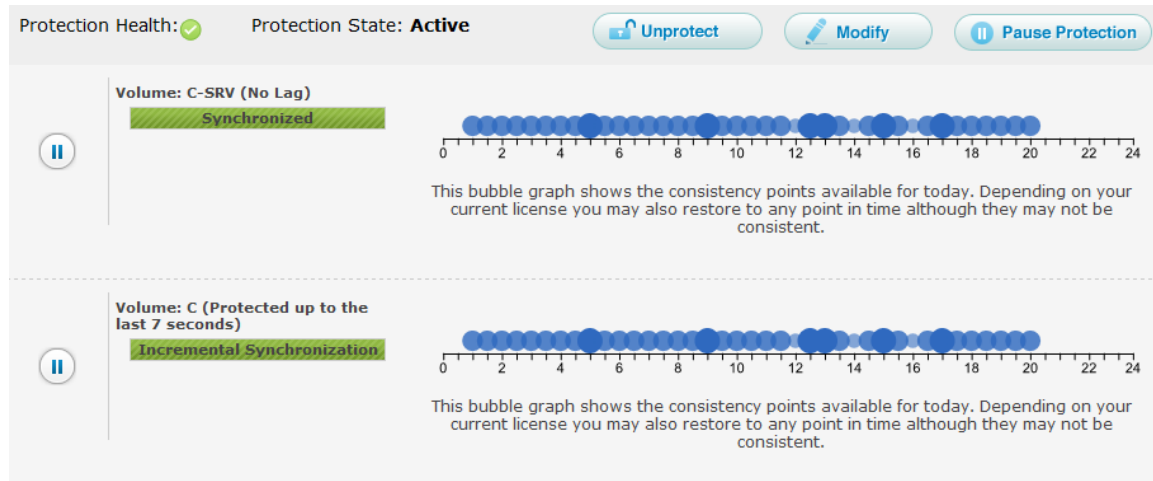 Protection Health: Protection State: Active Unprotect Modify Pause Protection
Volume: C-SRV (No Lag)
Synchronized
0 2 4 6 8 10 12 14 16 18 20 22 24
This bubble graph shows the consistency points available for today. Depending on your
current license you may also restore to any point in time although they may not be
consistent.
Volume: C (Protected up to the
last 7 seconds)
Incremental Synchronization
0 2 4 6 8 10 12 14 16 18 20 22 24
This bubble graph shows the consistency points available for today. Depending on your
current license you may also restore to any point in time although they may not be
consistent.